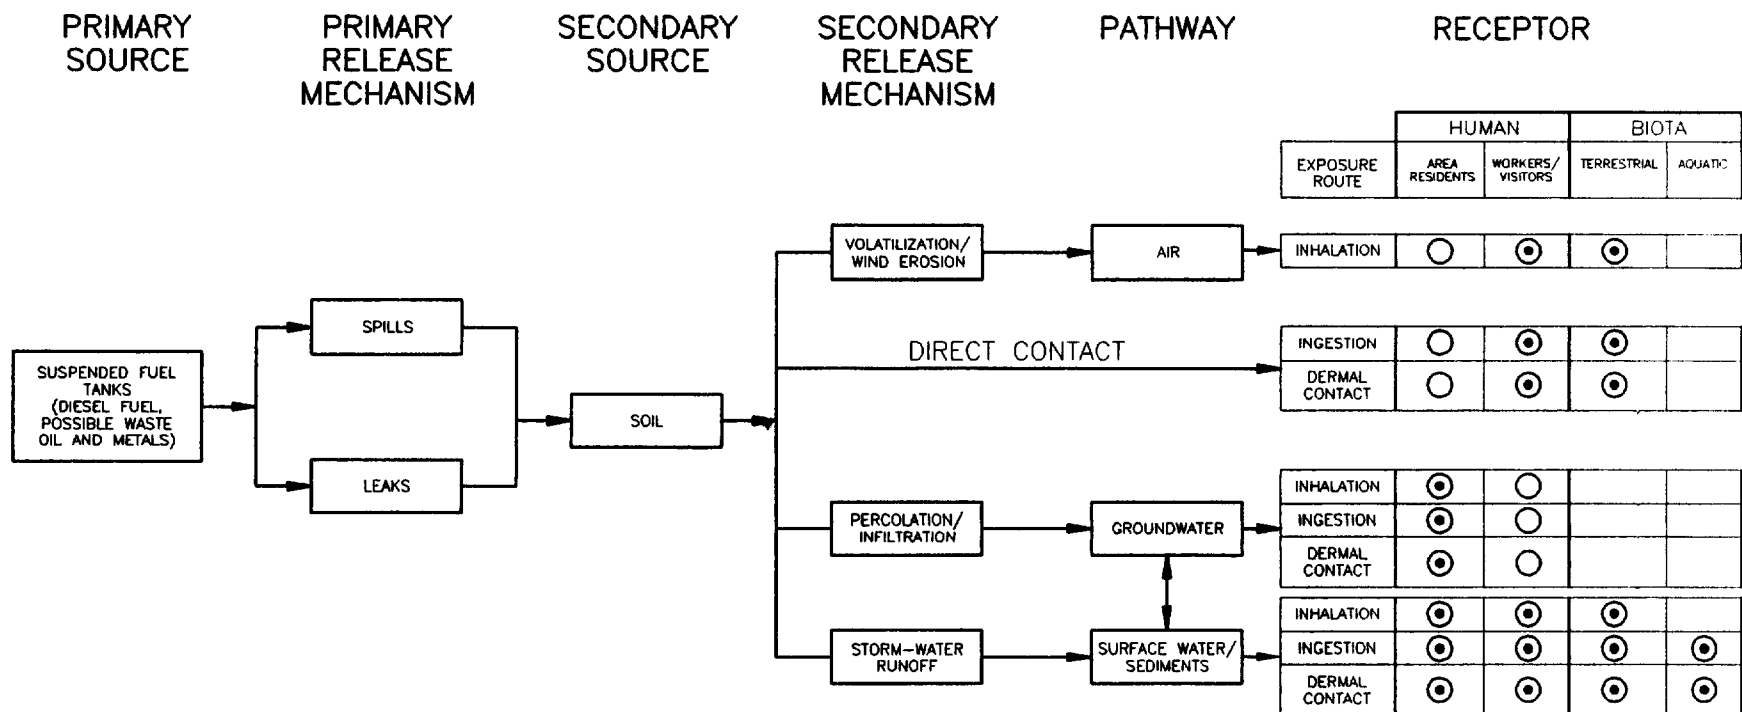 PRIMARY
SOURCE
PRIMARY
RELEASE
MECHANISM
SECONDARY
SOURCE
SECONDARY
RELEASE
MECHANISM
PATHWAY
RECEPTOR
HUMAN
BIOTA
EXPOSURE
ROUTE
AREA
RESIDENTS
WORKERS/
VISITORS
TERRESTRIAL
AQUATIC
VOLATILIZATION/
WIND EROSION
AIR
INHALATION
SPILLS
SUSPENDED FUEL
TANKS
(DIESEL FUEL,
POSSIBLE WASTE
OIL AND METALS)
LEAKS
SOIL
DIRECT CONTACT
INGESTION
DERMAL
CONTACT
PERCOLATION/
INFILTRATION
GROUNDWATER
INHALATION
INGESTION
DERMAL
CONTACT
STORM-WATER
RUNOFF
SURFACE WATER/
SEDIMENTS
INHALATION
INGESTION
DERMAL
CONTACT